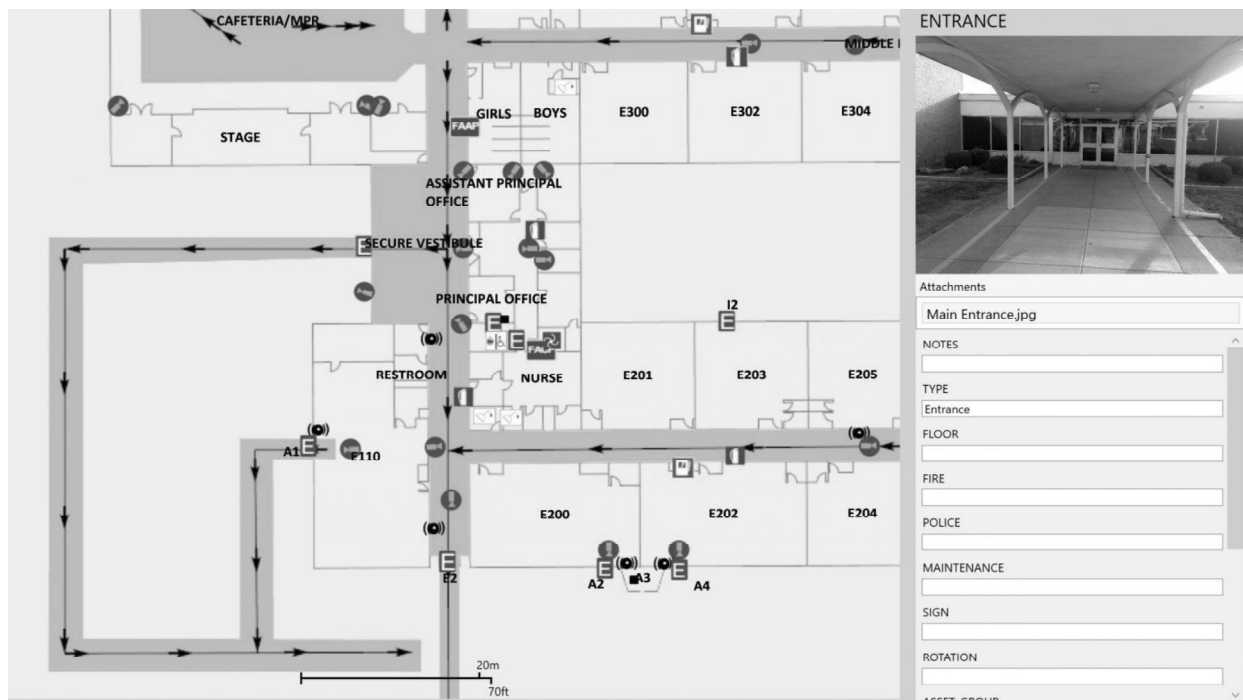 CAFETERIA/MPR
ENTRANCE
GIRLS
BOYS
E300
E302
E304
FAAP
STAGE
ASSISTANT PRINCIPAL
OFFICE
E SECURE VESTIBULE
PRINCIPAL OFFICE
E
E
I2
E
FACP
RESTROOM
NURSE
E201
E203
E205
E
A1
E110
E200
E202
E204
E
E2
E
A2
A3
E
A4
20m
70ft
Attachments
Main Entrance.jpg
NOTES
TYPE
Entrance
FLOOR
FIRE
POLICE
MAINTENANCE
SIGN
ROTATION